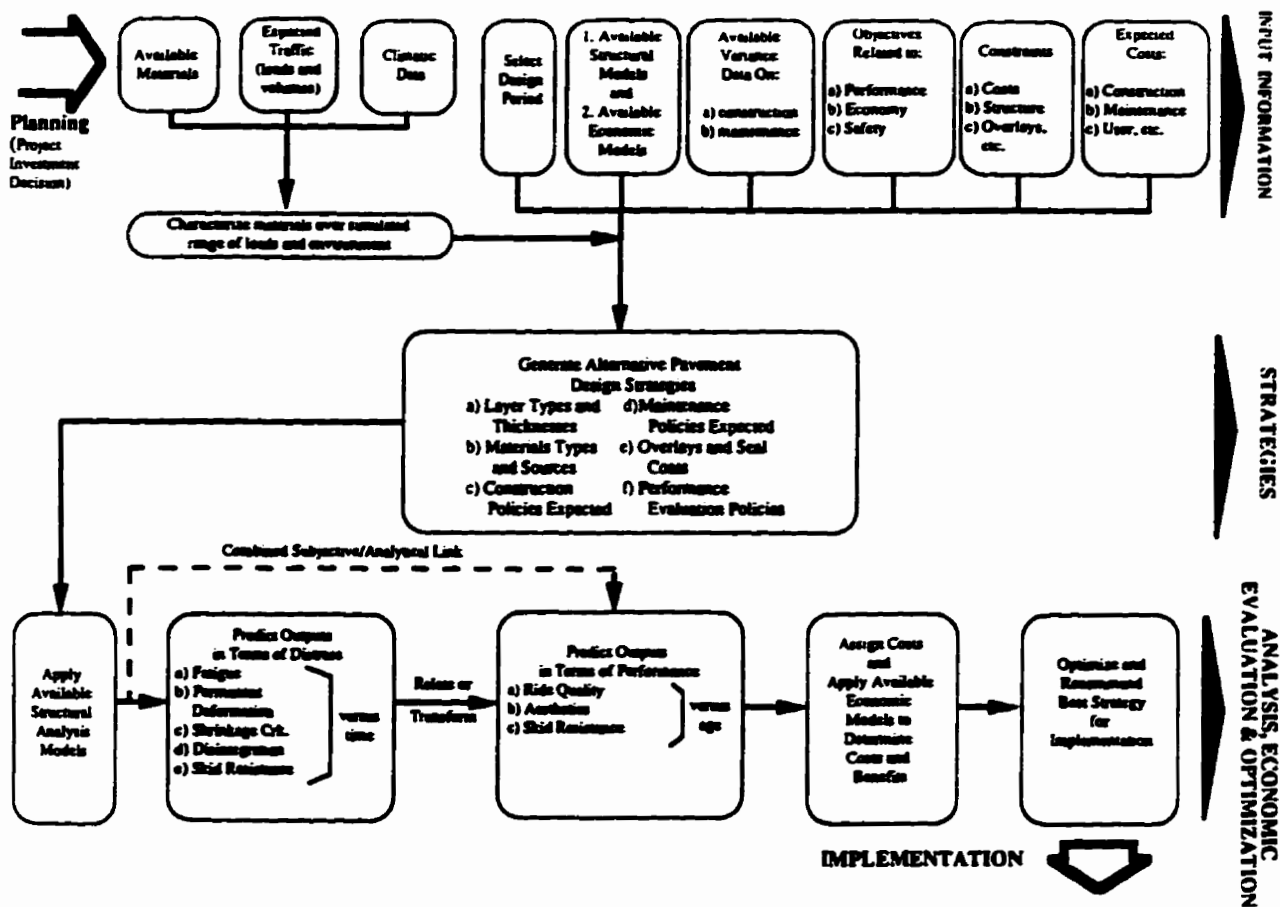 Planning
(Project
Investment
Decision)
Available
Materials
Expected
Traffic
(loads and
volumes)
Climatic
Data
Select
Design
Period
1. Available
Structural
Models
and
2. Available
Economic
Models
Available
Variance
Data On:
a) construction
b) maintenance
Objectives
Related to:
a) Performance
b) Economy
c) Safety
Constraints
a) Costs
b) Structure
c) Overlays,
etc.
Expected
Costs:
a) Construction
b) Maintenance
c) User, etc.
INPUT INFORMATION
Characterize materials over simulated
range of loads and environment
Generate Alternative Pavement
Design Strategies
a) Layer Types and
Thicknesses
b) Materials Types
and Sources
c) Construction
Policies Expected
d) Maintenance
Policies Expected
e) Overlays and Seal
Coats
f) Performance
Evaluation Policies
STRATEGIES
Combined Subjective/Analytical Link
Apply
Available
Structural
Analysis
Models
Predict Outputs
in Terms of Distress
a) Fatigue
b) Permanent
Deformation
c) Shrinkage Crk.
d) Disintegration
e) Skid Resistance
versus
time
Relate or
Transform
Predict Outputs
in Terms of Performance
a) Ride Quality
b) Aesthetics
c) Skid Resistance
versus
age
Assign Costs
and
Apply Available
Economic
Models to
Determine
Costs and
Benefits
Optimize and
Recommend
Best Strategy
for
Implementation
ANALYSIS, ECONOMIC
EVALUATION & OPTIMIZATION
IMPLEMENTATION